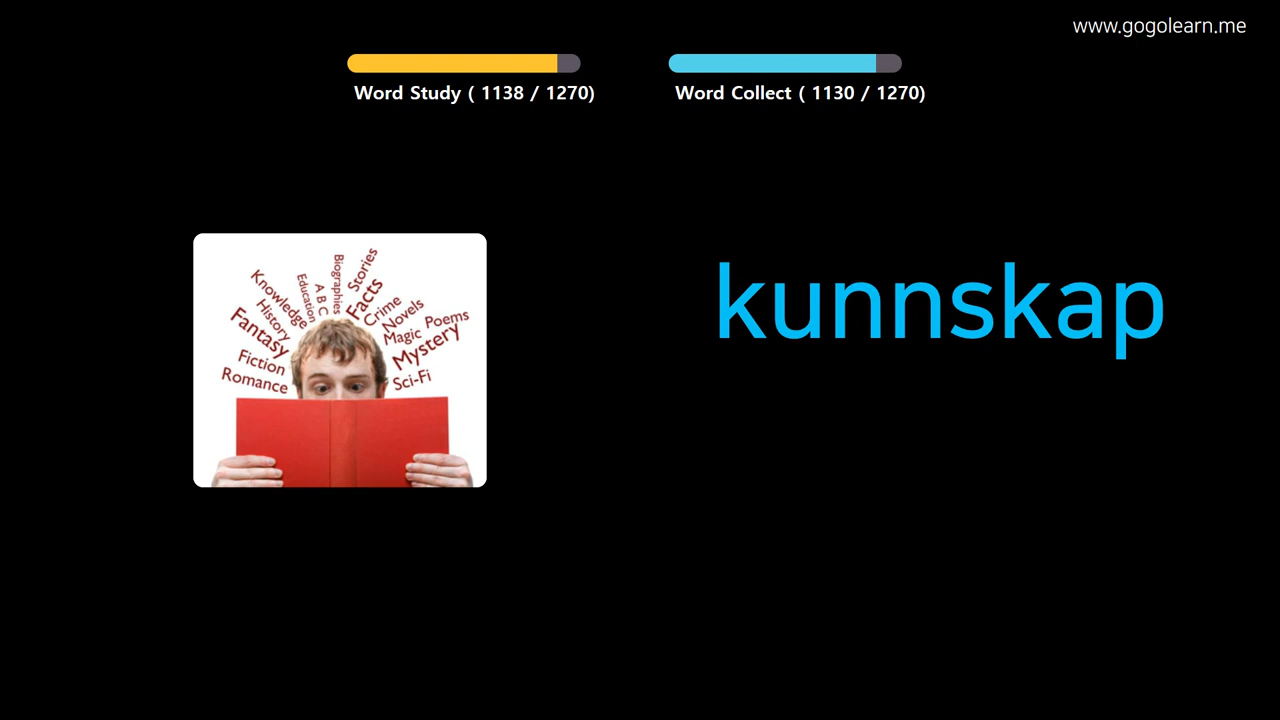 www.gogolearn.me
Word Study ( 1138 / 1270)
Word Collect ( 1130 / 1270)
kunnskap
Knowledge
History
Fantasy
Fiction
Romance
Education
A B C
Biographies
Stories
Facts
Crime
Novels
Magic
Poems
Mystery
Sci-Fi